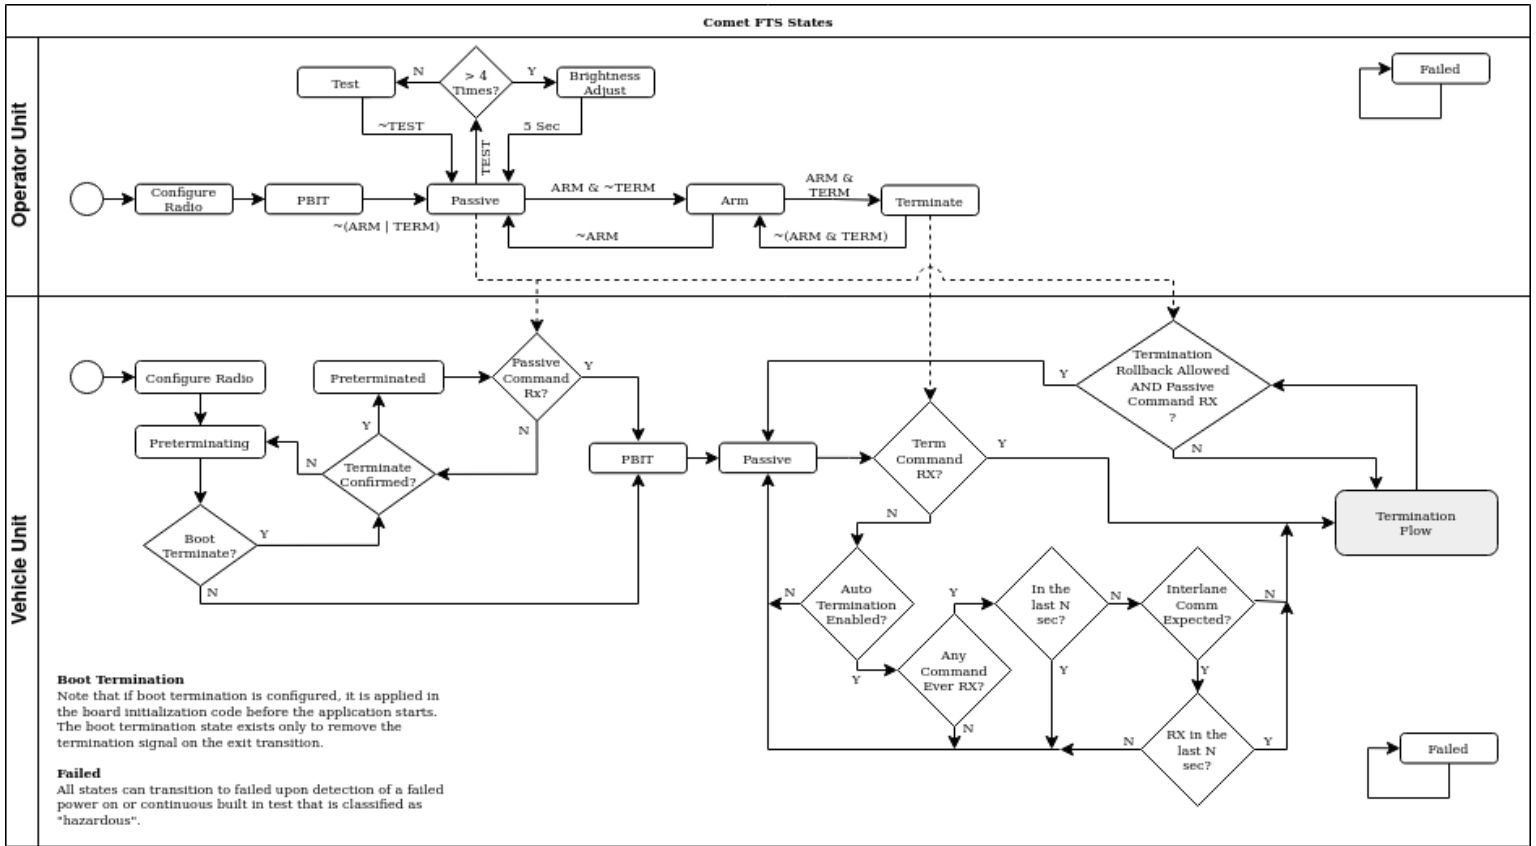 Comet FTS States
Operator Unit
> 4
Times?
N
Y
Test
Brightness
Adjust
Failed
~TEST
TEST
5 Sec
Configure
Radio
PBIT
~(ARM | TERM)
Passive
ARM & ~TERM
Arm
ARM &
TERM
Terminate
~ARM
~(ARM & TERM)
Vehicle Unit
Configure Radio
Preterminating
Preterminated
Passive
Command
Rx?
Y
N
Y
Terminate
Confirmed?
N
Boot
Terminate?
Y
N
PBIT
Passive
Term
Command
RX?
Y
N
Termination
Rollback Allowed
AND Passive
Command RX
?
Y
N
Termination
Flow
Auto
Termination
Enabled?
N
Y
Any
Command
Ever RX?
Y
N
In the
last N
sec?
N
Y
Interlane
Comm
Expected?
N
Y
RX in the
last N
sec?
N
Y
Failed
Boot Termination
Note that if boot termination is configured, it is applied in
the board initialization code before the application starts.
The boot termination state exists only to remove the
termination signal on the exit transition.
Failed
All states can transition to failed upon detection of a failed
power on or continuous built in test that is classified as
"hazardous".